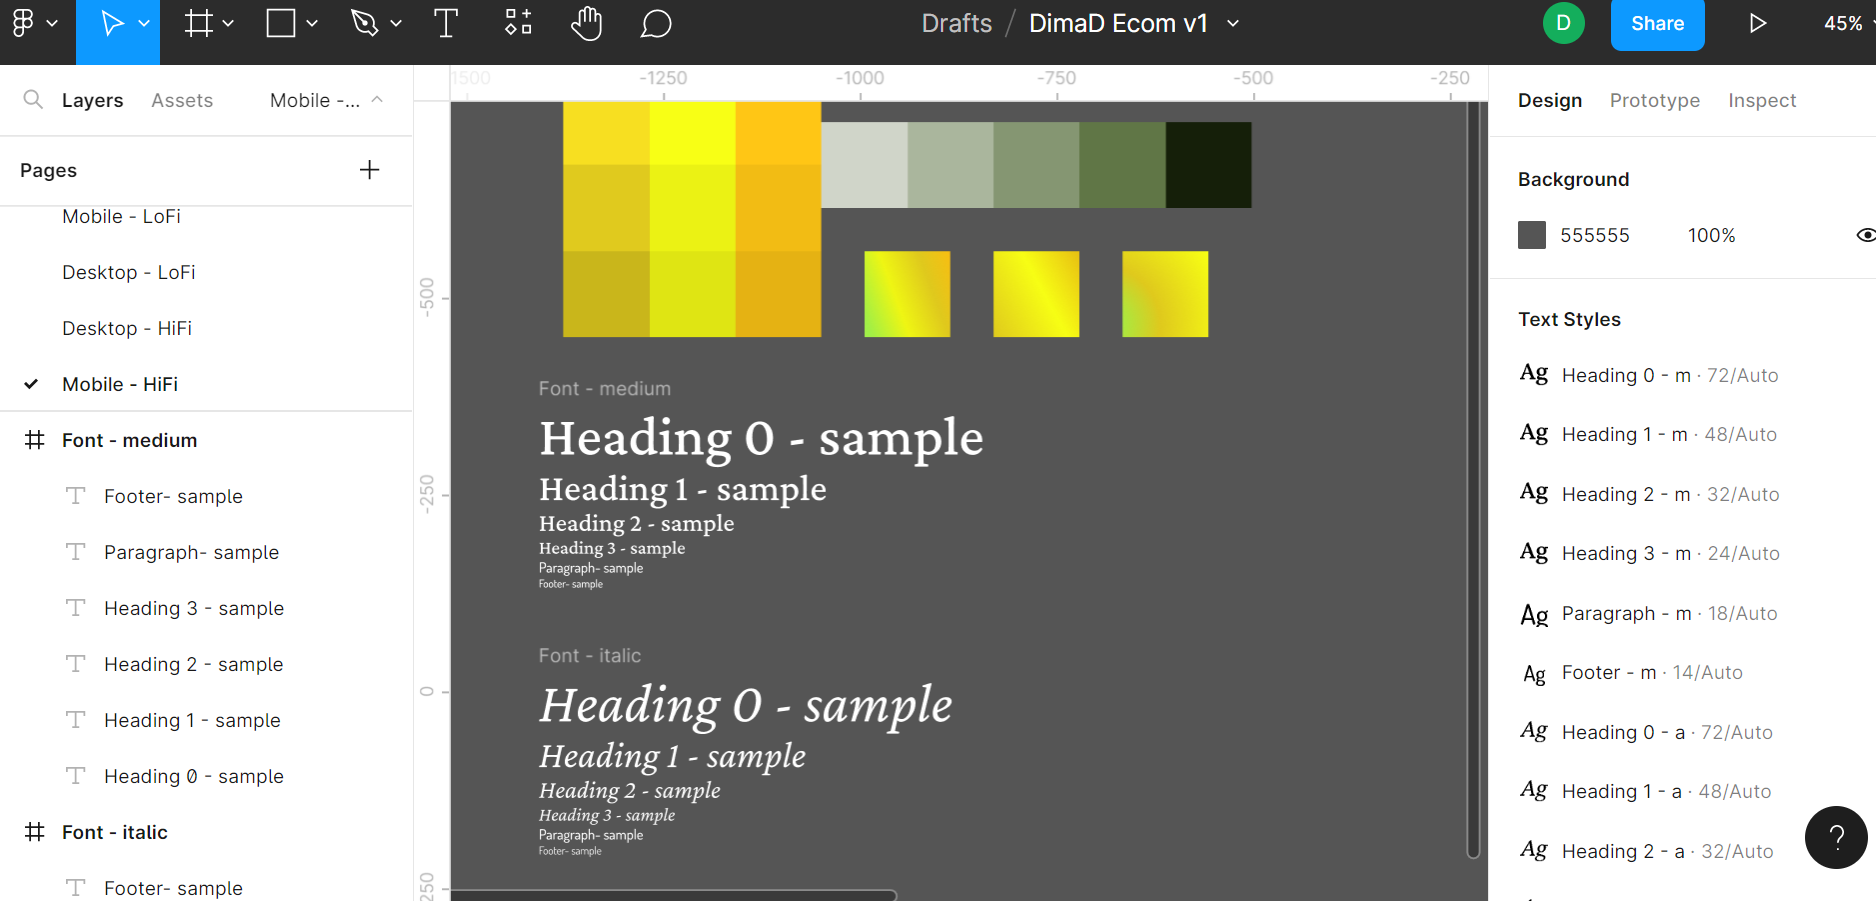 Drafts / DimaD Ecom v1
D
Share
45%
Layers
Assets
Mobile -...
Pages
Mobile - LoFi
Desktop - LoFi
Desktop - HiFi
Mobile - HiFi
Font - medium
Footer- sample
Paragraph- sample
Heading 3 - sample
Heading 2 - sample
Heading 1 - sample
Heading 0 - sample
Font - italic
Footer- sample
1500
-1250
-1000
-750
-500
-250
-500
-250
0
250
Font - medium
Heading 0 - sample
Heading 1 - sample
Heading 2 - sample
Heading 3 - sample
Paragraph- sample
Footer- sample
Font - italic
Heading 0 - sample
Heading 1 - sample
Heading 2 - sample
Heading 3 - sample
Paragraph- sample
Footer- sample
Design
Prototype
Inspect
Background
555555
100%
Text Styles
Ag Heading 0 - m · 72/Auto
Ag Heading 1 - m · 48/Auto
Ag Heading 2 - m · 32/Auto
Ag Heading 3 - m · 24/Auto
Ag Paragraph - m · 18/Auto
Ag Footer - m · 14/Auto
Ag Heading 0 - a · 72/Auto
Ag Heading 1 - a · 48/Auto
Ag Heading 2 - a · 32/Auto
?